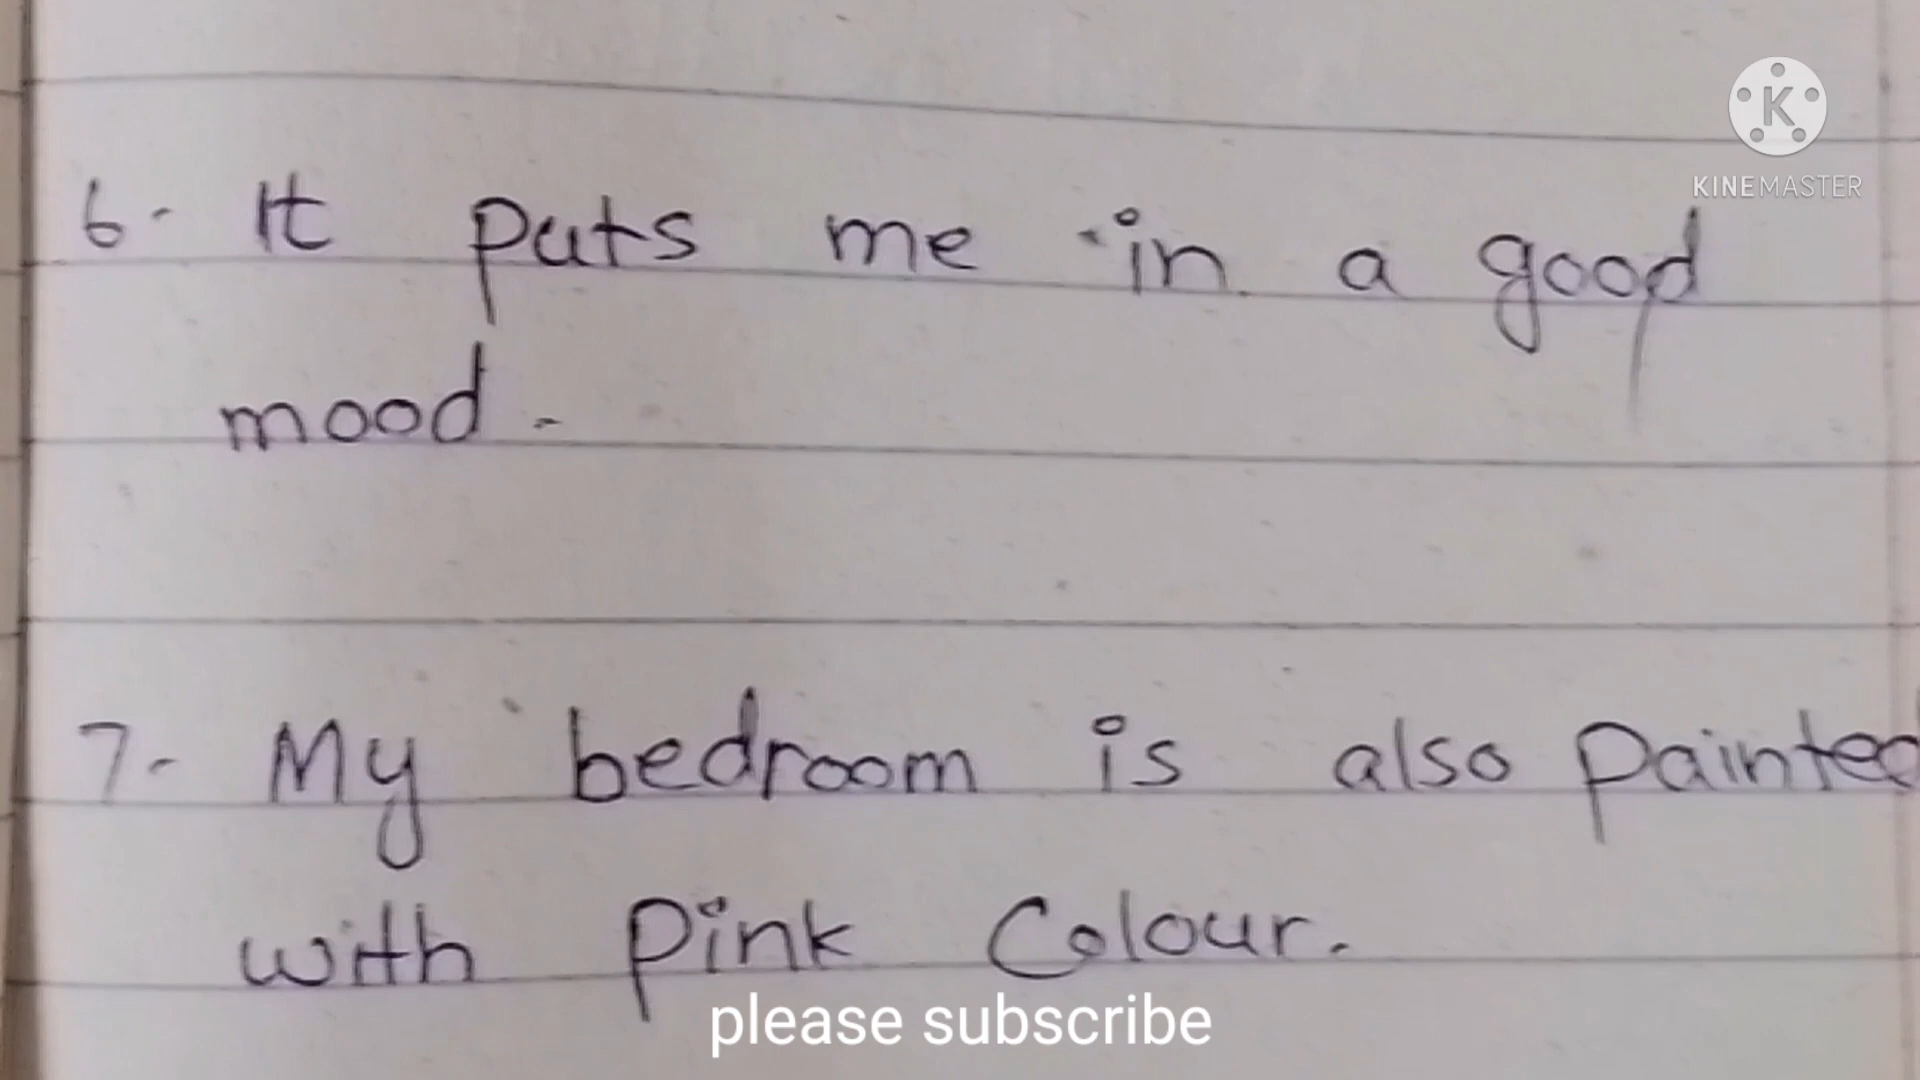 K
KINEMASTER
6. It puts me in a good
mood.
7. My bedroom is also painted
with pink Colour.
please subscribe